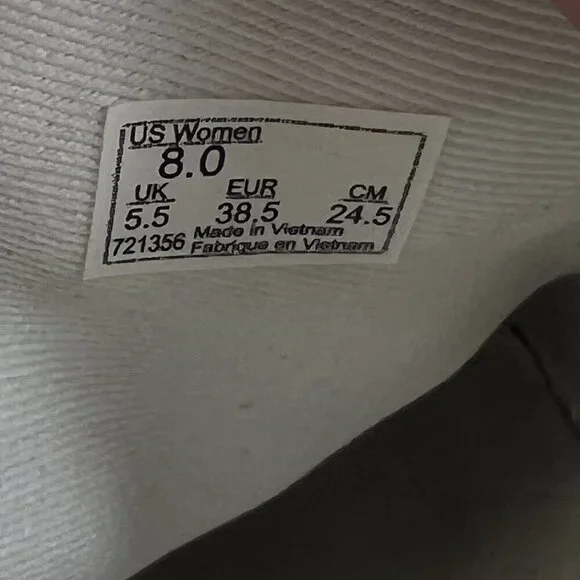 US Women
8.0
UK EUR CM
5.5 38.5 24.5
721356 Made in Vietnam
Fabrique en Vietnam